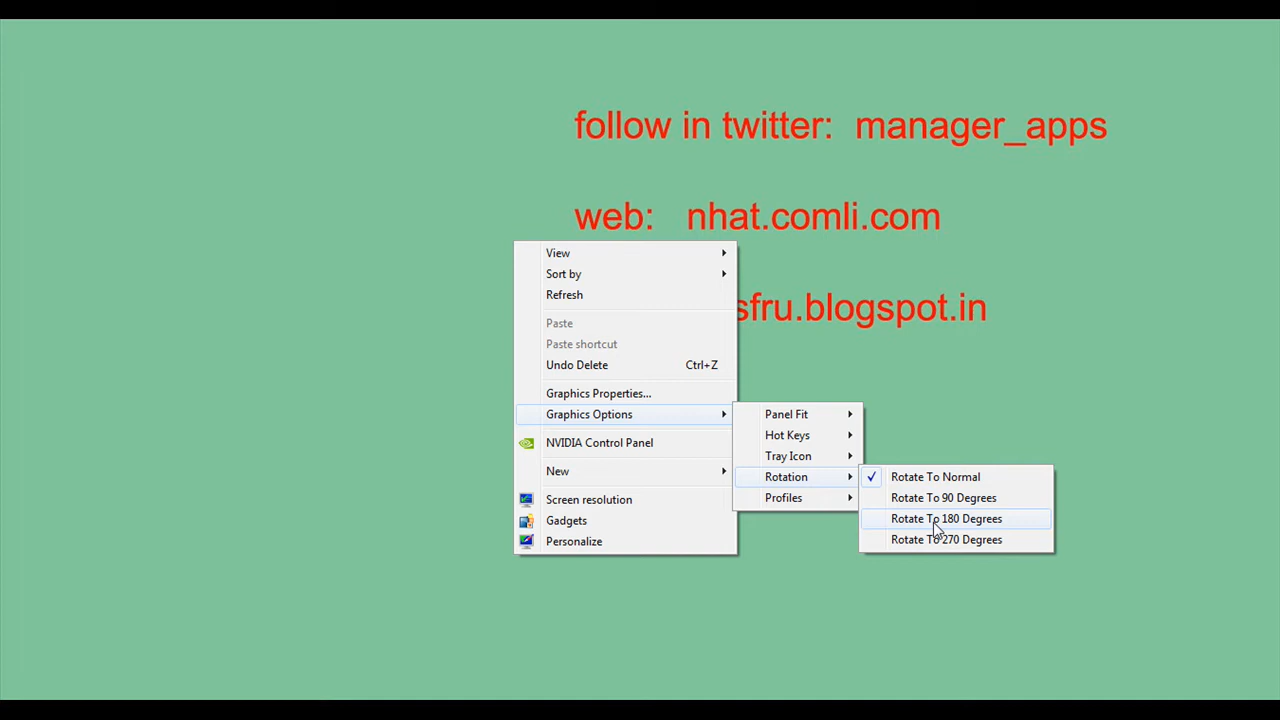 follow in twitter: manager_apps
web: nhat.comli.com
sfru.blogspot.in
View
Sort by
Refresh
Paste
Paste shortcut
Undo Delete Ctrl+Z
Graphics Properties...
Graphics Options
NVIDIA Control Panel
New
Screen resolution
Gadgets
Personalize
Panel Fit
Hot Keys
Tray Icon
Rotation
Profiles
Rotate To Normal
Rotate To 90 Degrees
Rotate To 180 Degrees
Rotate To 270 Degrees